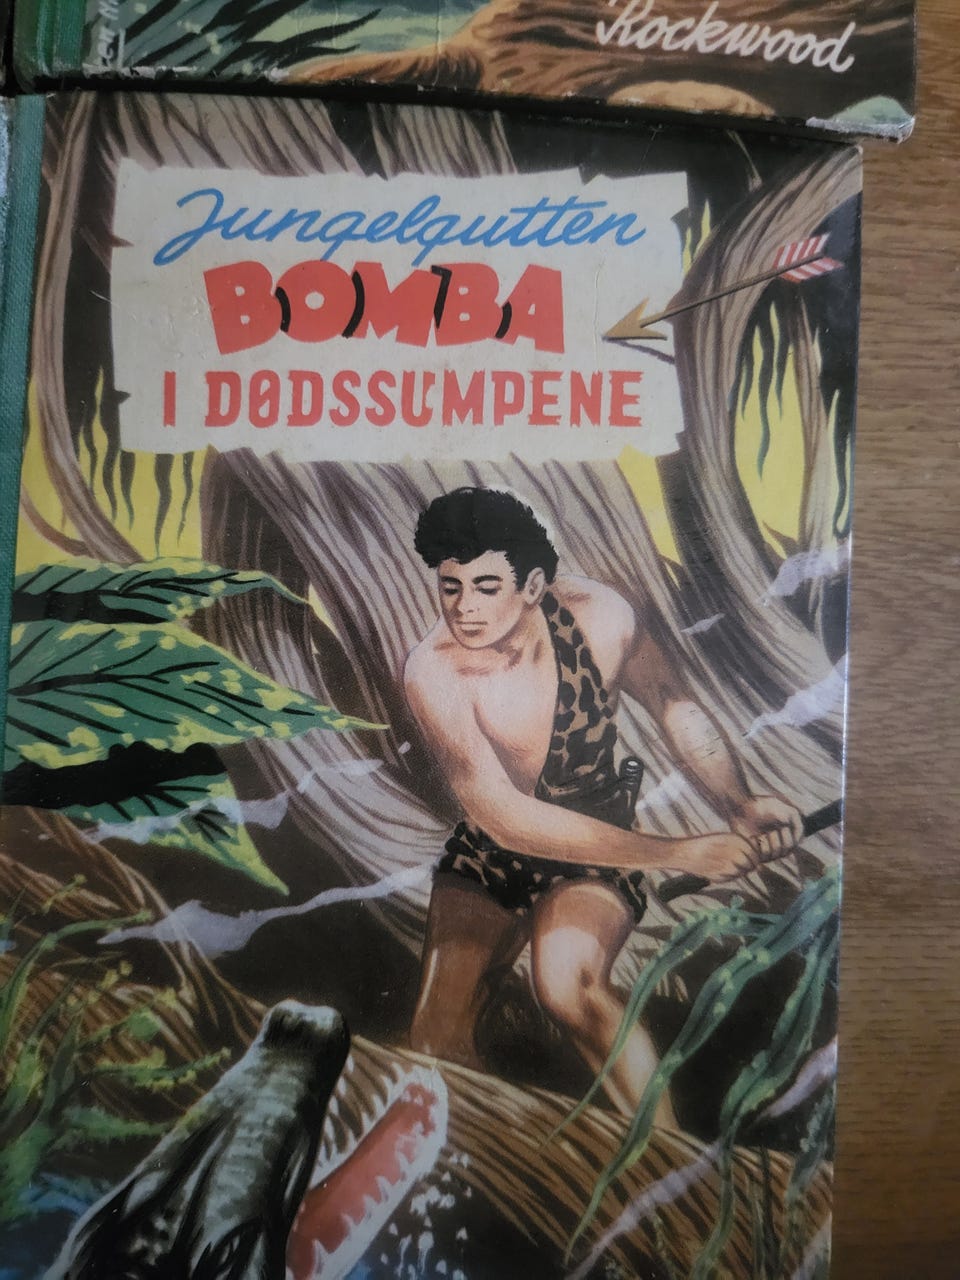 Rockwood
Jungelgutten
BOMBA
I DØDSSUMPENE